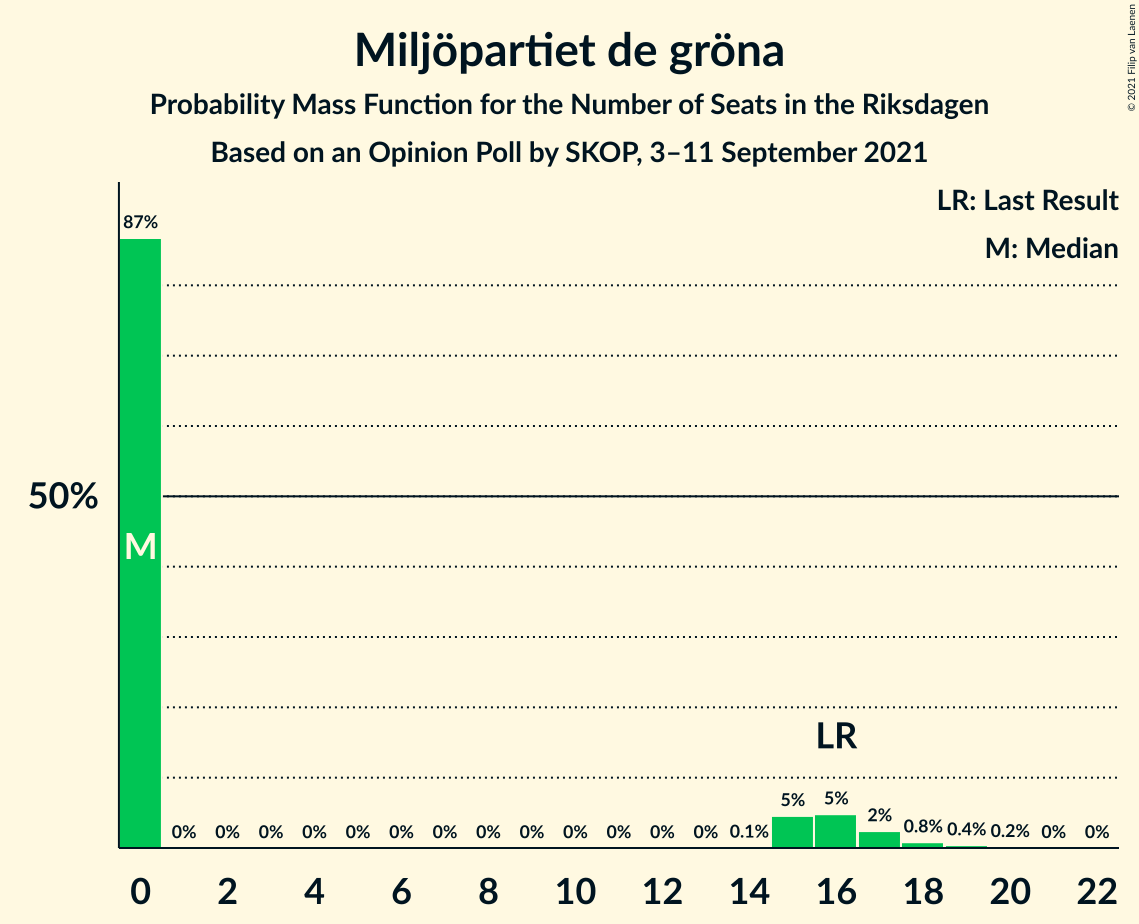 Miljöpartiet de gröna
Probability Mass Function for the Number of Seats in the Riksdagen
Based on an Opinion Poll by SKOP, 3–11 September 2021
© 2021 Filip van Laenen
LR: Last Result
M: Median
87%
50%
M
LR
0% 0% 0% 0% 0% 0% 0% 0% 0% 0% 0% 0% 0% 0.1% 5% 5% 2% 0.8% 0.4% 0.2% 0% 0%
0 2 4 6 8 10 12 14 16 18 20 22